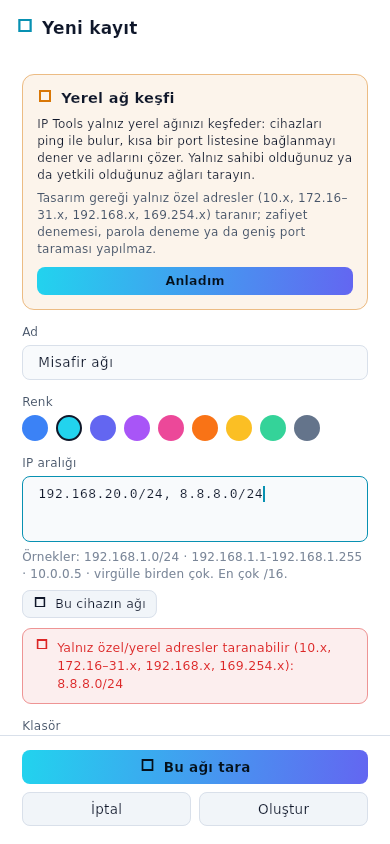 Yeni kayıt
Yerel ağ keşfi
IP Tools yalnız yerel ağınızı keşfeder: cihazları
ping ile bulur, kısa bir port listesine bağlanmayı
dener ve adlarını çözer. Yalnız sahibi olduğunuz ya
da yetkili olduğunuz ağları tarayın.
Tasarım gereği yalnız özel adresler (10.x, 172.16–
31.x, 192.168.x, 169.254.x) taranır; zafiyet
denemesi, parola deneme ya da geniş port
taraması yapılmaz.
Anladım
Ad
Misafir ağı
Renk
IP aralığı
192.168.20.0/24, 8.8.8.0/24
Örnekler: 192.168.1.0/24 · 192.168.1.1-192.168.1.255
· 10.0.0.5 · virgülle birden çok. En çok /16.
Bu cihazın ağı
Yalnız özel/yerel adresler taranabilir (10.x,
172.16–31.x, 192.168.x, 169.254.x):
8.8.8.0/24
Klasör
Bu ağı tara
İptal
Oluştur